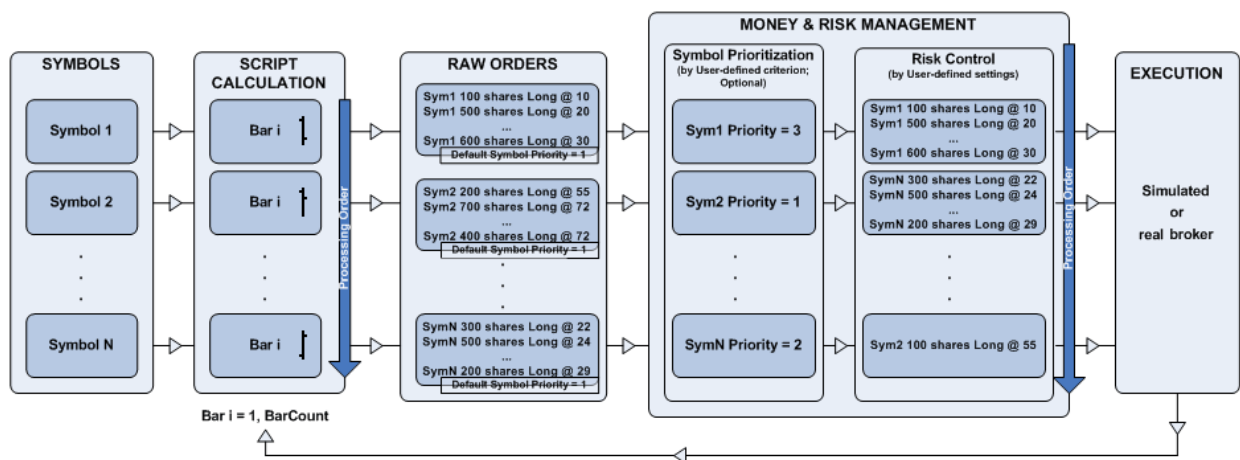 MONEY & RISK MANAGEMENT
SYMBOLS
Symbol 1
Symbol 2
.
.
.
Symbol N
SCRIPT
CALCULATION
Bar i
Bar i
.
.
.
Bar i
Processing Order
Bar i = 1, BarCount
RAW ORDERS
Sym1 100 shares Long @ 10
Sym1 500 shares Long @ 20
...
Sym1 600 shares Long @ 30
Default Symbol Priority = 1
Sym2 200 shares Long @ 55
Sym2 700 shares Long @ 72
...
Sym2 400 shares Long @ 72
Default Symbol Priority = 1
.
.
.
SymN 300 shares Long @ 22
SymN 500 shares Long @ 24
...
SymN 200 shares Long @ 29
Default Symbol Priority = 1
Symbol Prioritization
(by User-defined criterion;
Optional)
Sym1 Priority = 3
Sym2 Priority = 1
.
.
.
SymN Priority = 2
Risk Control
(by User-defined settings)
Sym1 100 shares Long @ 10
Sym1 500 shares Long @ 20
...
Sym1 600 shares Long @ 30
SymN 300 shares Long @ 22
SymN 500 shares Long @ 24
...
SymN 200 shares Long @ 29
.
.
.
Sym2 100 shares Long @ 55
Processing Order
EXECUTION
Simulated
or
real broker